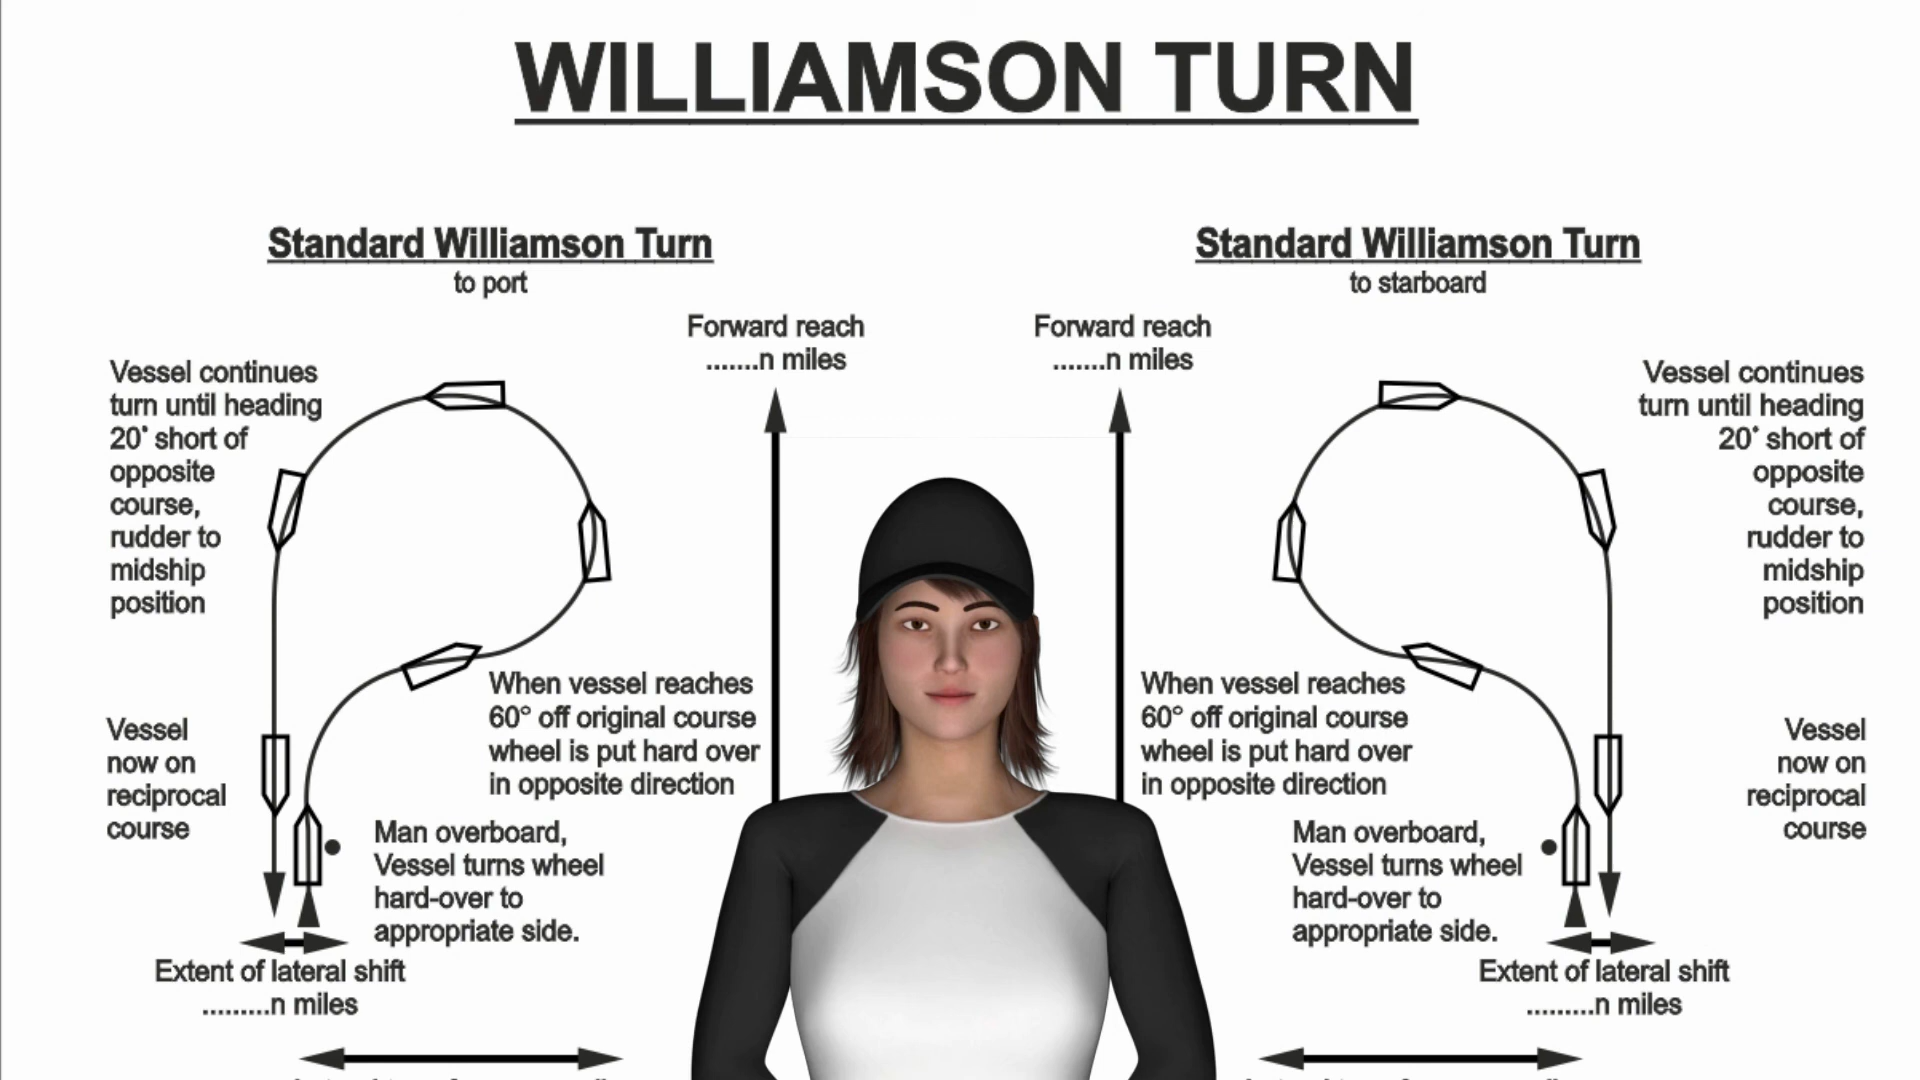 WILLIAMSON TURN
Standard Williamson Turn
to port
Forward reach
.......n miles
Vessel continues
turn until heading
20° short of
opposite
course,
rudder to
midship
position
When vessel reaches
60° off original course
wheel is put hard over
in opposite direction
Vessel
now on
reciprocal
course
Man overboard,
Vessel turns wheel
hard-over to
appropriate side.
Extent of lateral shift
.........n miles
Standard Williamson Turn
to starboard
Forward reach
.......n miles
Vessel continues
turn until heading
20° short of
opposite
course,
rudder to
midship
position
When vessel reaches
60° off original course
wheel is put hard over
in opposite direction
Vessel
now on
reciprocal
course
Man overboard,
Vessel turns wheel
hard-over to
appropriate side.
Extent of lateral shift
.........n miles